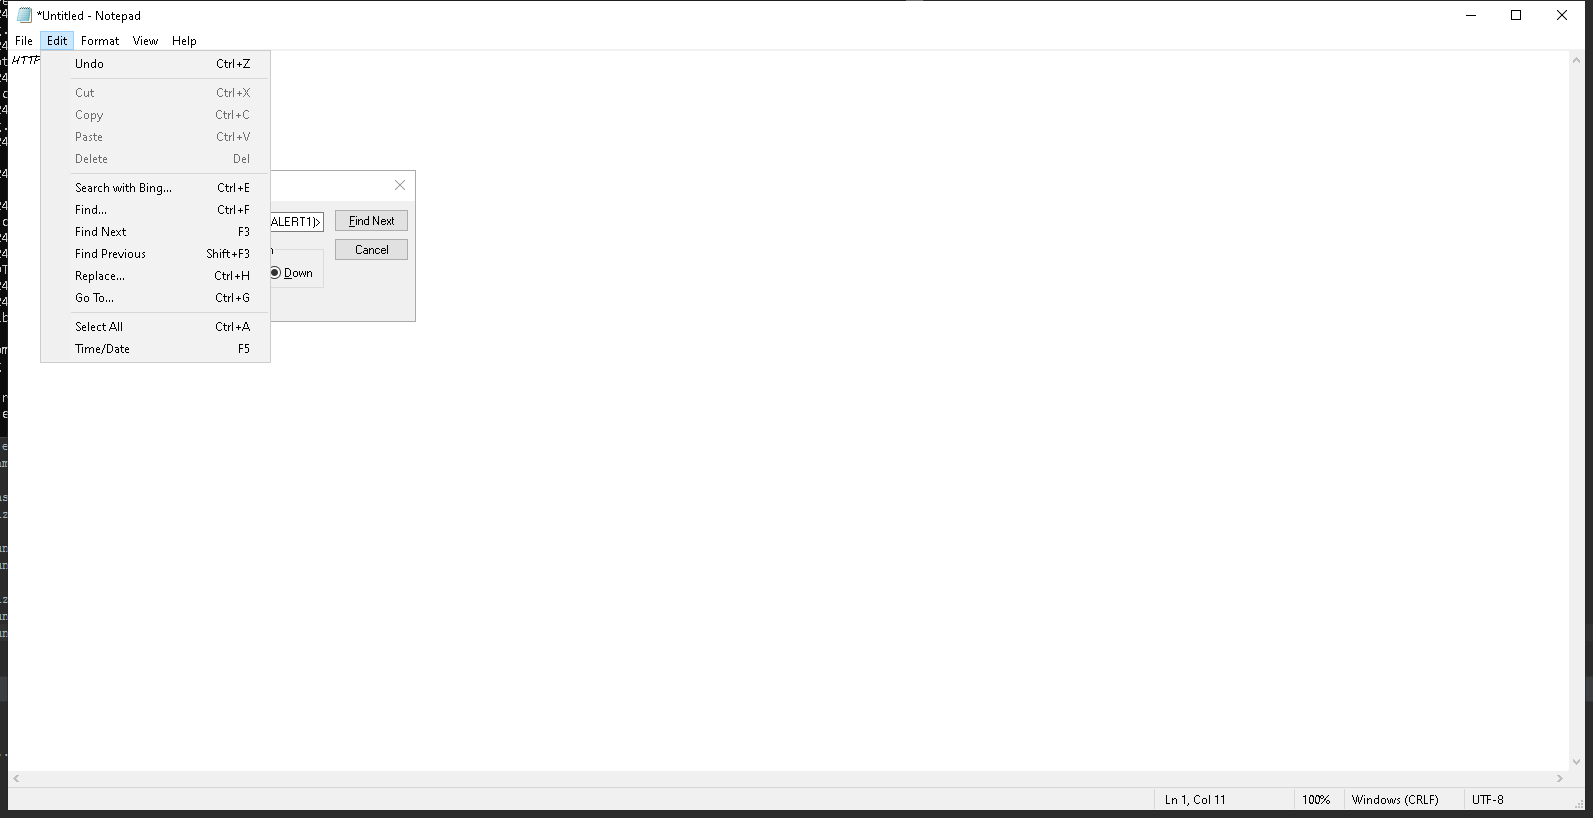 *Untitled - Notepad
File Edit Format View Help
HTTP
Undo Ctrl+Z
Cut Ctrl+X
Copy Ctrl+C
Paste Ctrl+V
Delete Del
Search with Bing... Ctrl+E
Find... Ctrl+F
Find Next F3
Find Previous Shift+F3
Replace... Ctrl+H
Go To... Ctrl+G
Select All Ctrl+A
Time/Date F5
ALERT1)> Find Next
Cancel
Down
Ln 1, Col 11 100% Windows (CRLF) UTF-8